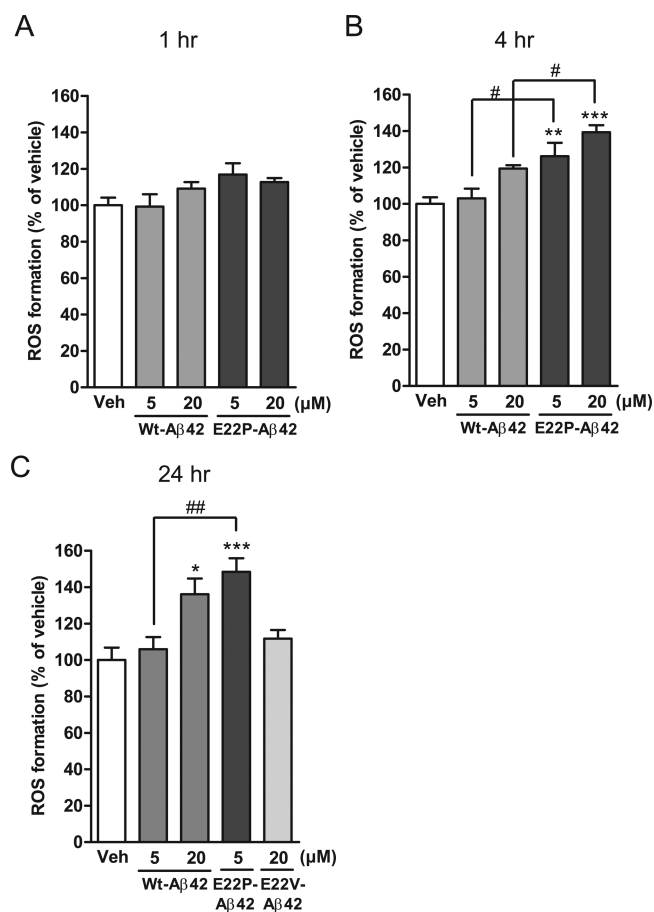 A
1 hr
ROS formation (% of vehicle)
160
140
120
100
80
60
40
20
0
Veh 5 20 5 20 (µM)
Wt-Aβ42 E22P-Aβ42
B
4 hr
ROS formation (% of vehicle)
160
140
120
100
80
60
40
20
0
#
#
**
***
Veh 5 20 5 20 (µM)
Wt-Aβ42 E22P-Aβ42
C
24 hr
ROS formation (% of vehicle)
160
140
120
100
80
60
40
20
0
##
*
***
Veh 5 20 5 20 (µM)
Wt-Aβ42 E22P- E22V-
Aβ42 Aβ42